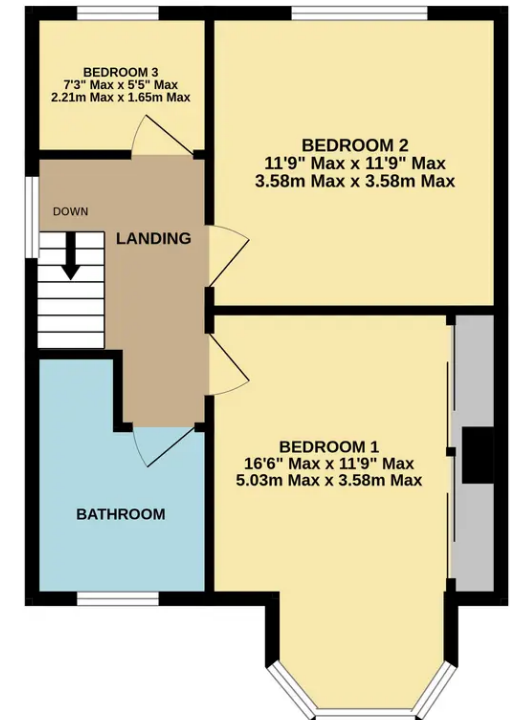 BEDROOM 3
7'3" Max x 5'5" Max
2.21m Max x 1.65m Max
BEDROOM 2
11'9" Max x 11'9" Max
3.58m Max x 3.58m Max
DOWN
LANDING
BEDROOM 1
16'6" Max x 11'9" Max
5.03m Max x 3.58m Max
BATHROOM